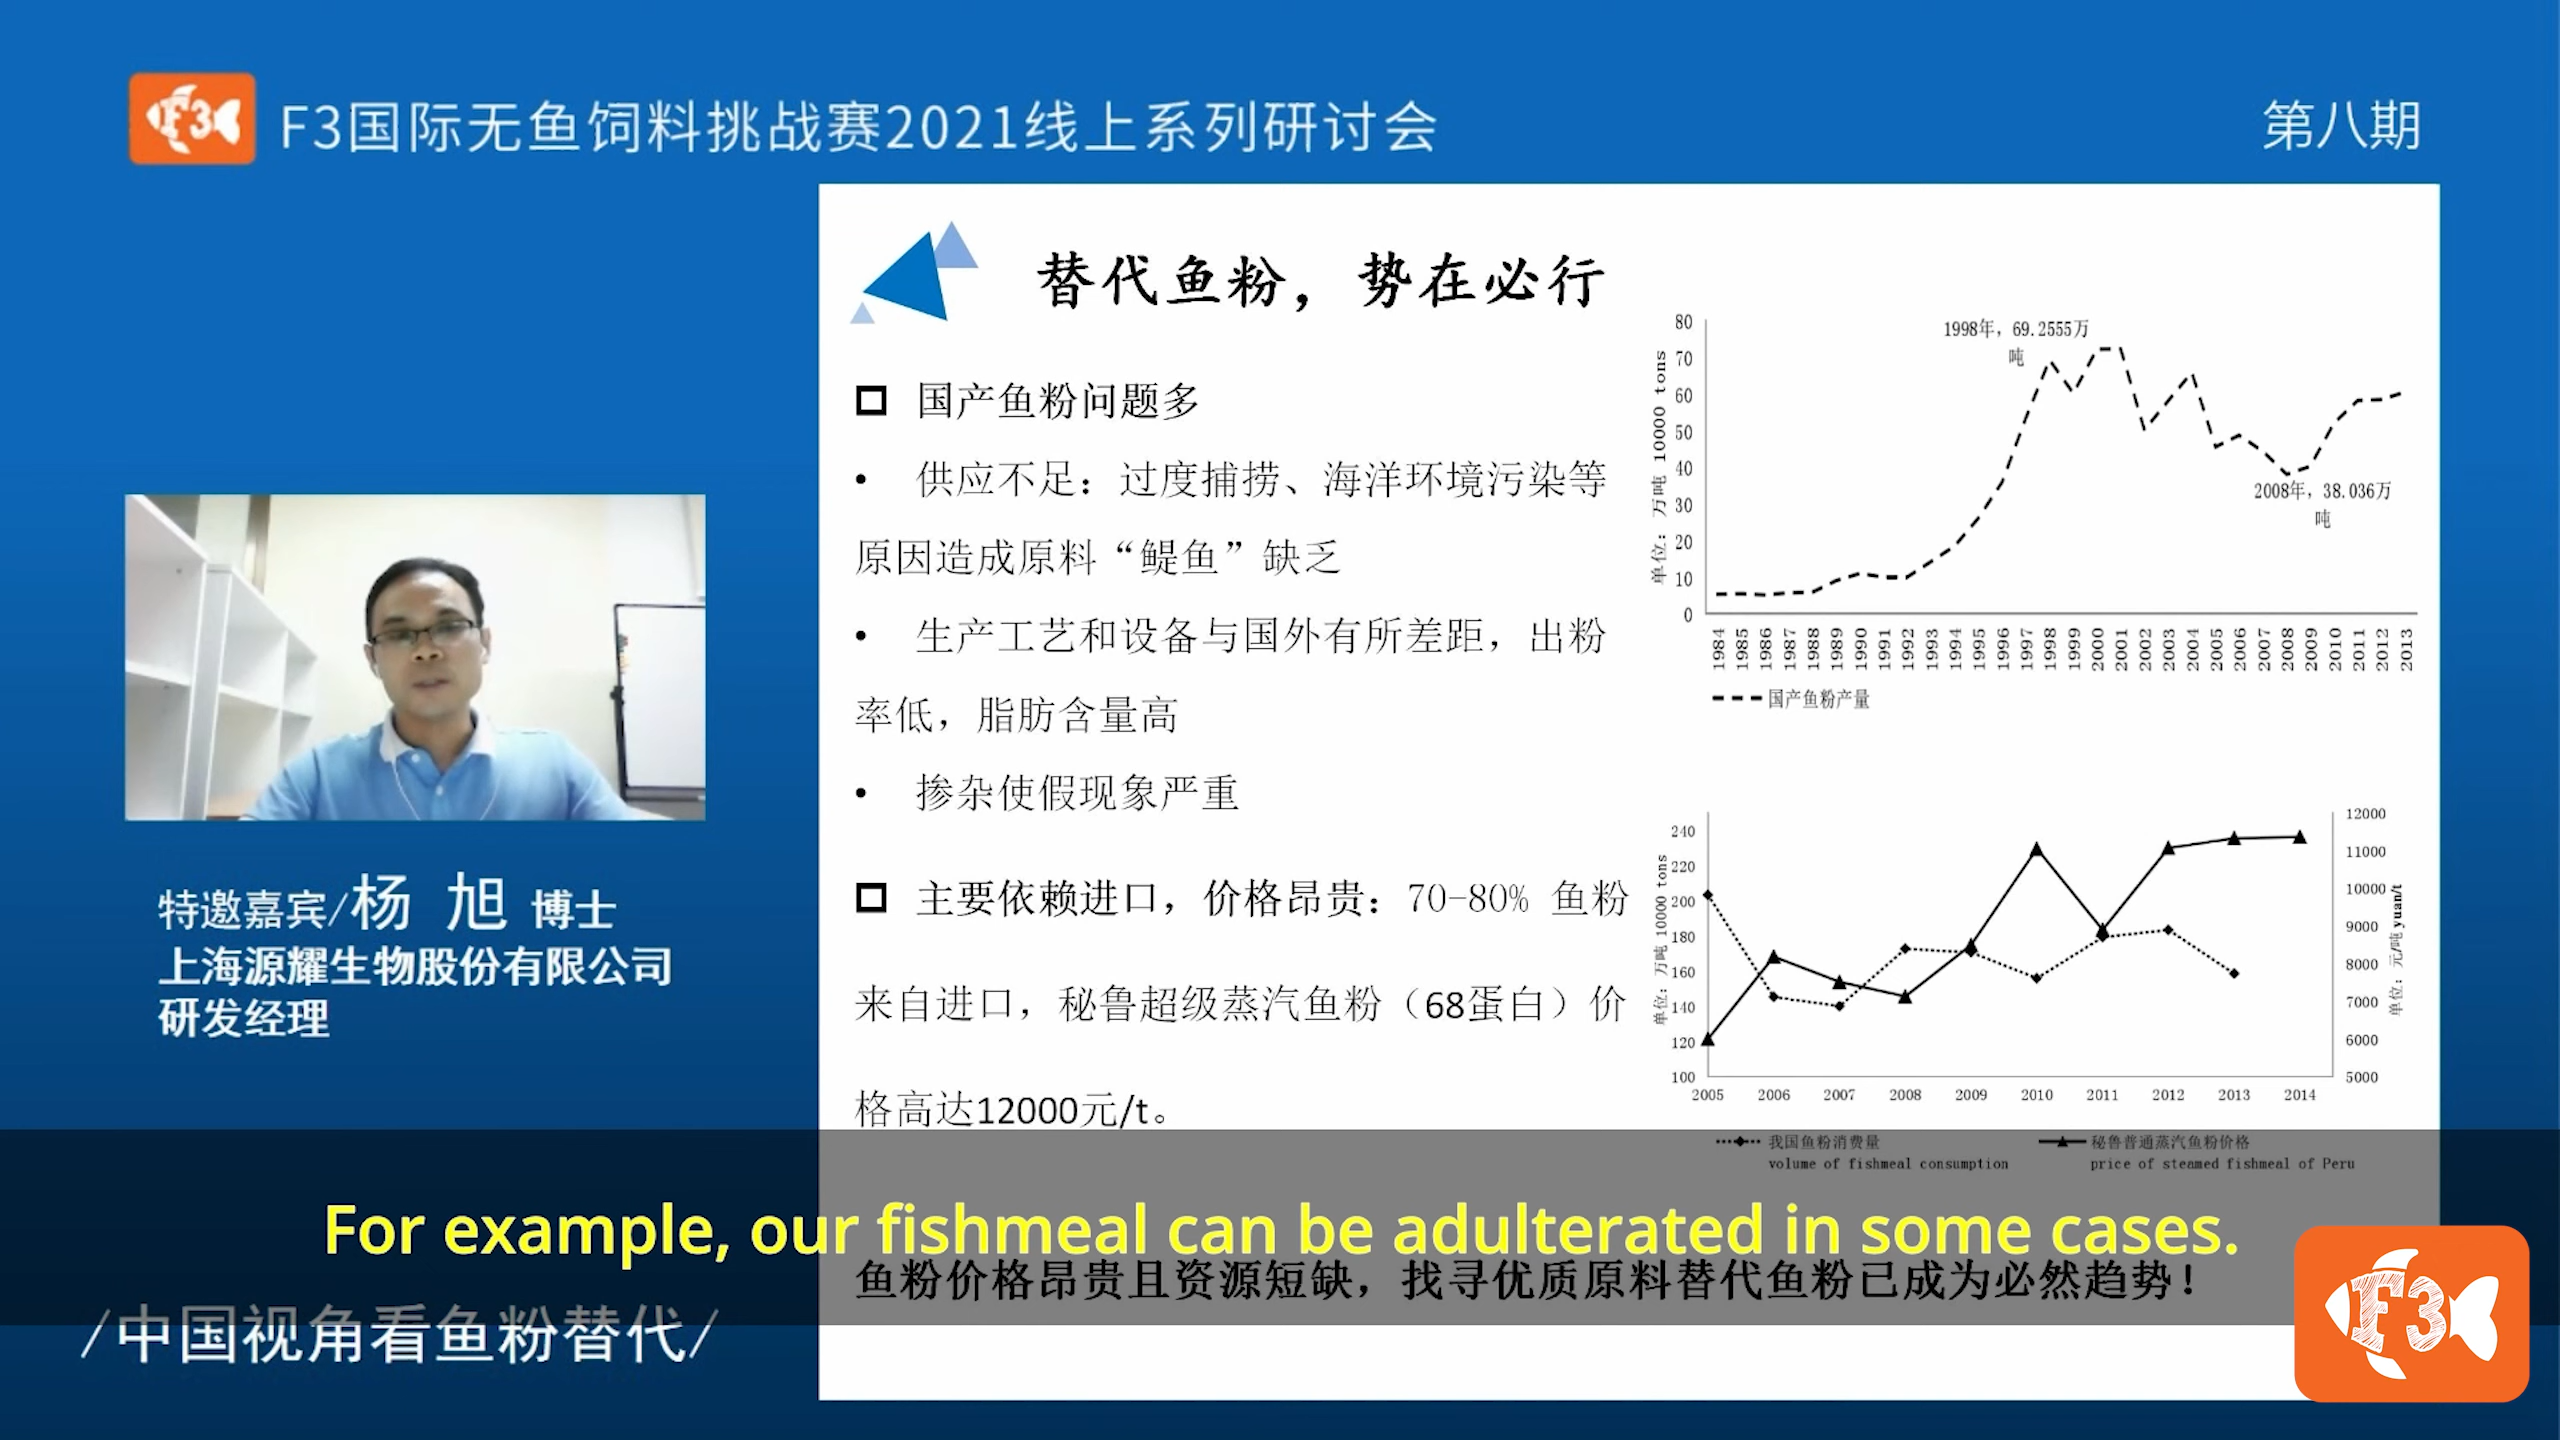 F3
F3国际无鱼饲料挑战赛2021线上系列研讨会
第八期
替代鱼粉，势在必行
国产鱼粉问题多
• 供应不足：过度捕捞、海洋环境污染等
原因造成原料“鳀鱼”缺乏
• 生产工艺和设备与国外有所差距，出粉
率低，脂肪含量高
• 掺杂使假现象严重
主要依赖进口，价格昂贵：70-80% 鱼粉
来自进口，秘鲁超级蒸汽鱼粉（68蛋白）价
格高达12000元/t。
单位：万吨 10000 tons
80
70
60
50
40
30
20
10
0
1998年，69.2555万
吨
2008年，38.036万
吨
1984 1985 1986 1987 1988 1989 1990 1991 1992 1993 1994 1995 1996 1997 1998 1999 2000 2001 2002 2003 2004 2005 2006 2007 2008 2009 2010 2011 2012 2013
国产鱼粉产量
单位：万吨 10000 tons
240
220
200
180
160
140
120
100
12000
11000
10000
9000
8000
7000
6000
5000
单位：元/吨 yuan/t
2005 2006 2007 2008 2009 2010 2011 2012 2013 2014
我国鱼粉消费量
volume of fishmeal consumption
秘鲁普通蒸汽鱼粉价格
price of steamed fishmeal of Peru
特邀嘉宾/杨 旭 博士
上海源耀生物股份有限公司
研发经理
For example, our fishmeal can be adulterated in some cases.
鱼粉价格昂贵且资源短缺，找寻优质原料替代鱼粉已成为必然趋势！
/中国视角看鱼粉替代/
F3